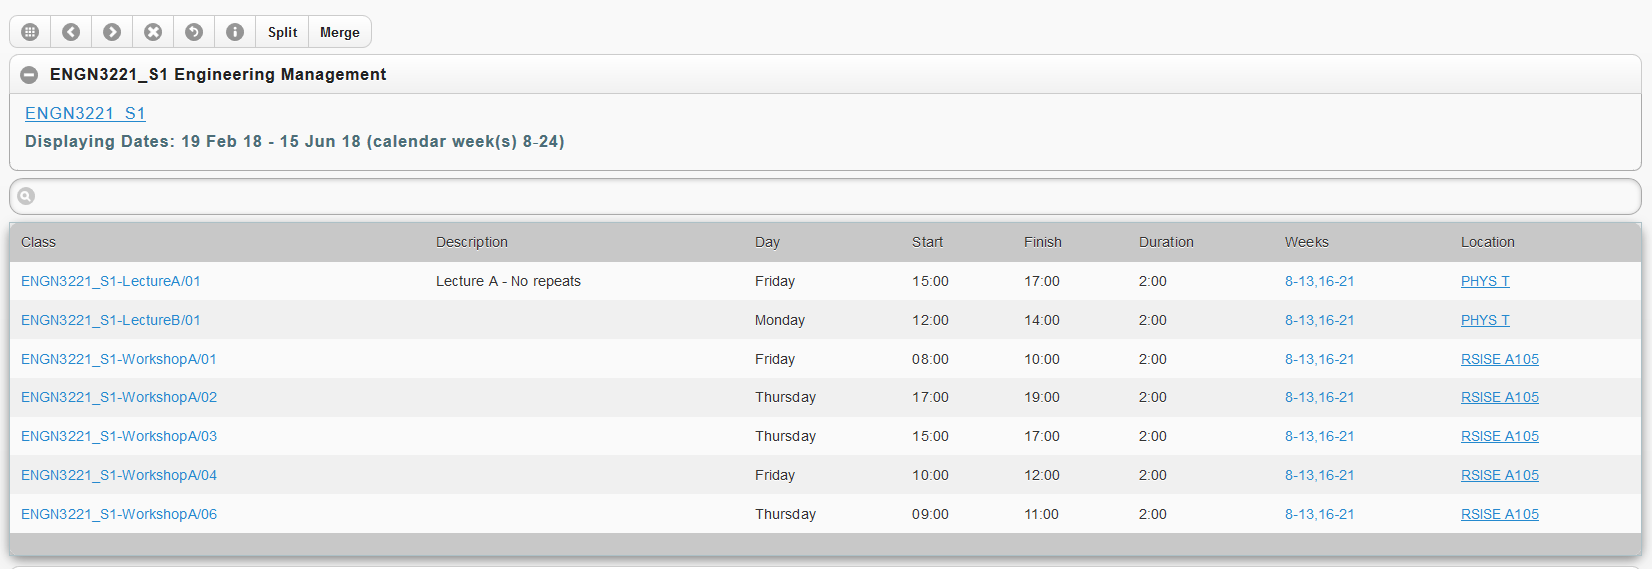 Split Merge
ENGN3221_S1 Engineering Management
ENGN3221_S1
Displaying Dates: 19 Feb 18 - 15 Jun 18 (calendar week(s) 8-24)
Class Description Day Start Finish Duration Weeks Location
ENGN3221_S1-LectureA/01 Lecture A - No repeats Friday 15:00 17:00 2:00 8-13,16-21 PHYS T
ENGN3221_S1-LectureB/01 Monday 12:00 14:00 2:00 8-13,16-21 PHYS T
ENGN3221_S1-WorkshopA/01 Friday 08:00 10:00 2:00 8-13,16-21 RSISE A105
ENGN3221_S1-WorkshopA/02 Thursday 17:00 19:00 2:00 8-13,16-21 RSISE A105
ENGN3221_S1-WorkshopA/03 Thursday 15:00 17:00 2:00 8-13,16-21 RSISE A105
ENGN3221_S1-WorkshopA/04 Friday 10:00 12:00 2:00 8-13,16-21 RSISE A105
ENGN3221_S1-WorkshopA/06 Thursday 09:00 11:00 2:00 8-13,16-21 RSISE A105